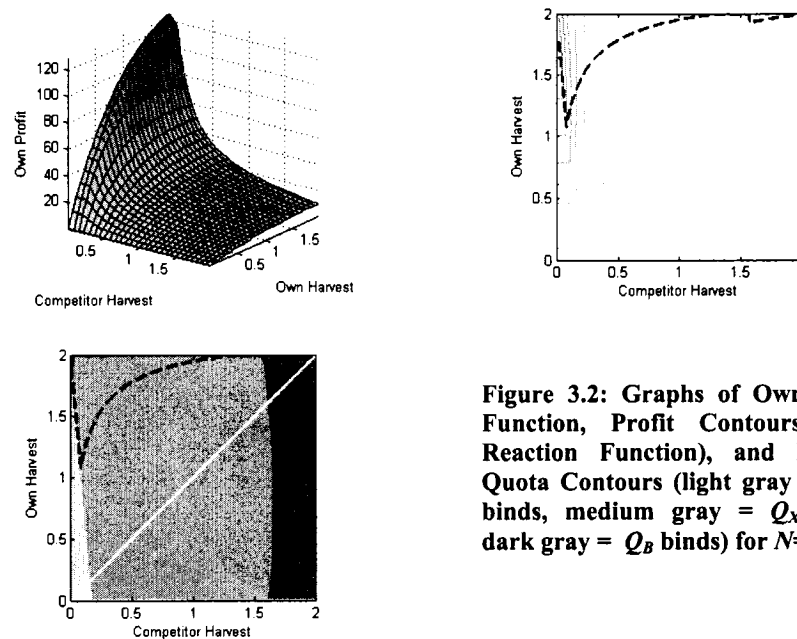 Own Profit
120
100
80
60
40
20
0.5
1
1.5
Competitor Harvest
0.5
1
1.5
Own Harvest
Own Harvest
2
1.5
1
0.5
0
0
0.5
1
1.5
2
Competitor Harvest
Own Harvest
2
1.5
1
0.5
0
0
0.5
1
1.5
2
Competitor Harvest
Figure 3.2: Graphs of Own
Function, Profit Contours
Reaction Function), and
Quota Contours (light gray
binds, medium gray = Qx
dark gray = QB binds) for N=